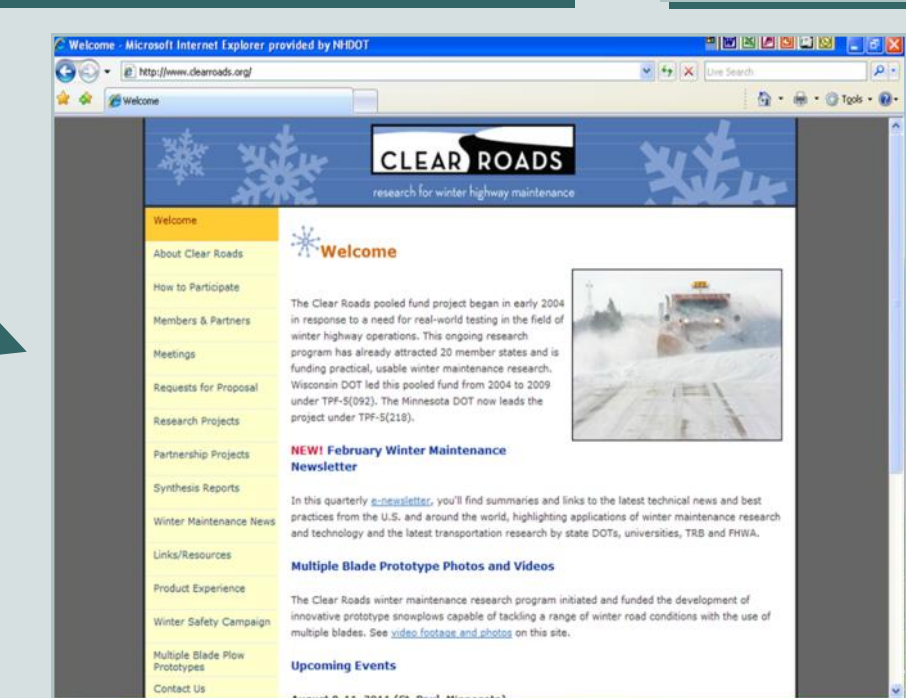 Welcome - Microsoft Internet Explorer provided by NHDOT
http://www.clearroads.org/
Live Search
Welcome
Tools
CLEAR ROADS
research for winter highway maintenance
Welcome
About Clear Roads
How to Participate
Members & Partners
Meetings
Requests for Proposal
Research Projects
Partnership Projects
Synthesis Reports
Winter Maintenance News
Links/Resources
Product Experience
Winter Safety Campaign
Multiple Blade Plow
Prototypes
Contact Us
Welcome
The Clear Roads pooled fund project began in early 2004
in response to a need for real-world testing in the field of
winter highway operations. This ongoing research
program has already attracted 20 member states and is
funding practical, usable winter maintenance research.
Wisconsin DOT led this pooled fund from 2004 to 2009
under TPF-5(092). The Minnesota DOT now leads the
project under TPF-5(218).
NEW! February Winter Maintenance
Newsletter
In this quarterly e-newsletter, you'll find summaries and links to the latest technical news and best
practices from the U.S. and around the world, highlighting applications of winter maintenance research
and technology and the latest transportation research by state DOTs, universities, TRB and FHWA.
Multiple Blade Prototype Photos and Videos
The Clear Roads winter maintenance research program initiated and funded the development of
innovative prototype snowplows capable of tackling a range of winter road conditions with the use of
multiple blades. See video footage and photos on this site.
Upcoming Events